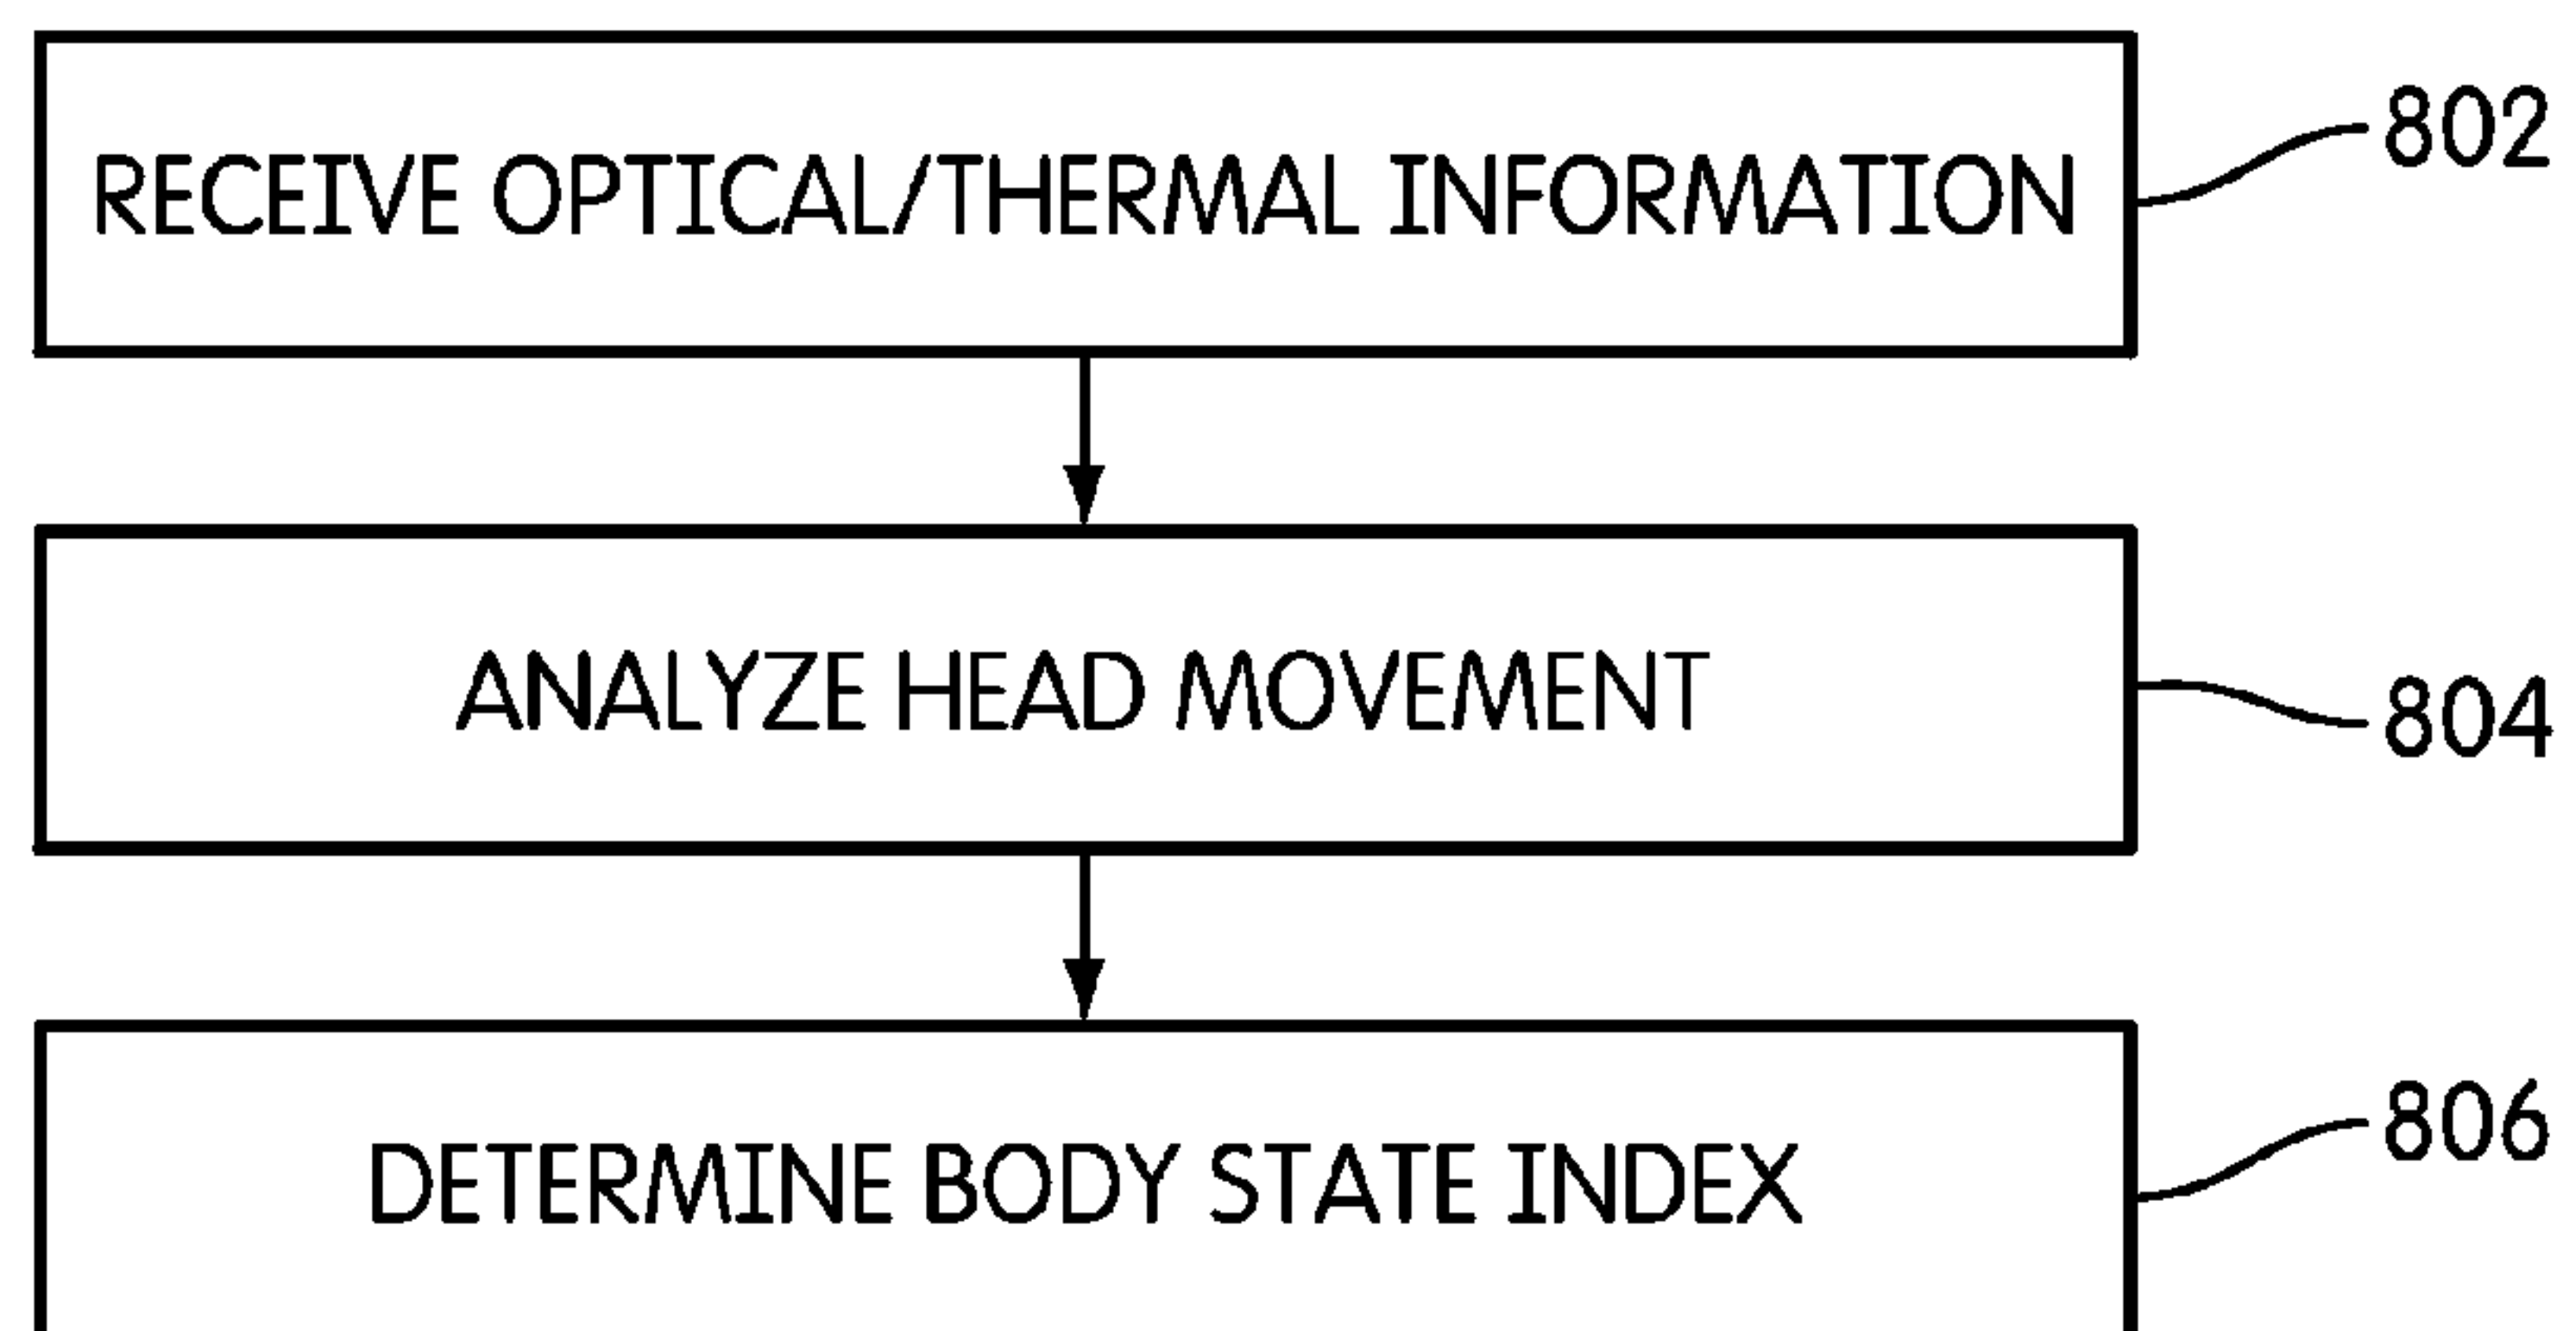 RECEIVE OPTICAL/THERMAL INFORMATION
802
ANALYZE HEAD MOVEMENT
804
DETERMINE BODY STATE INDEX
806